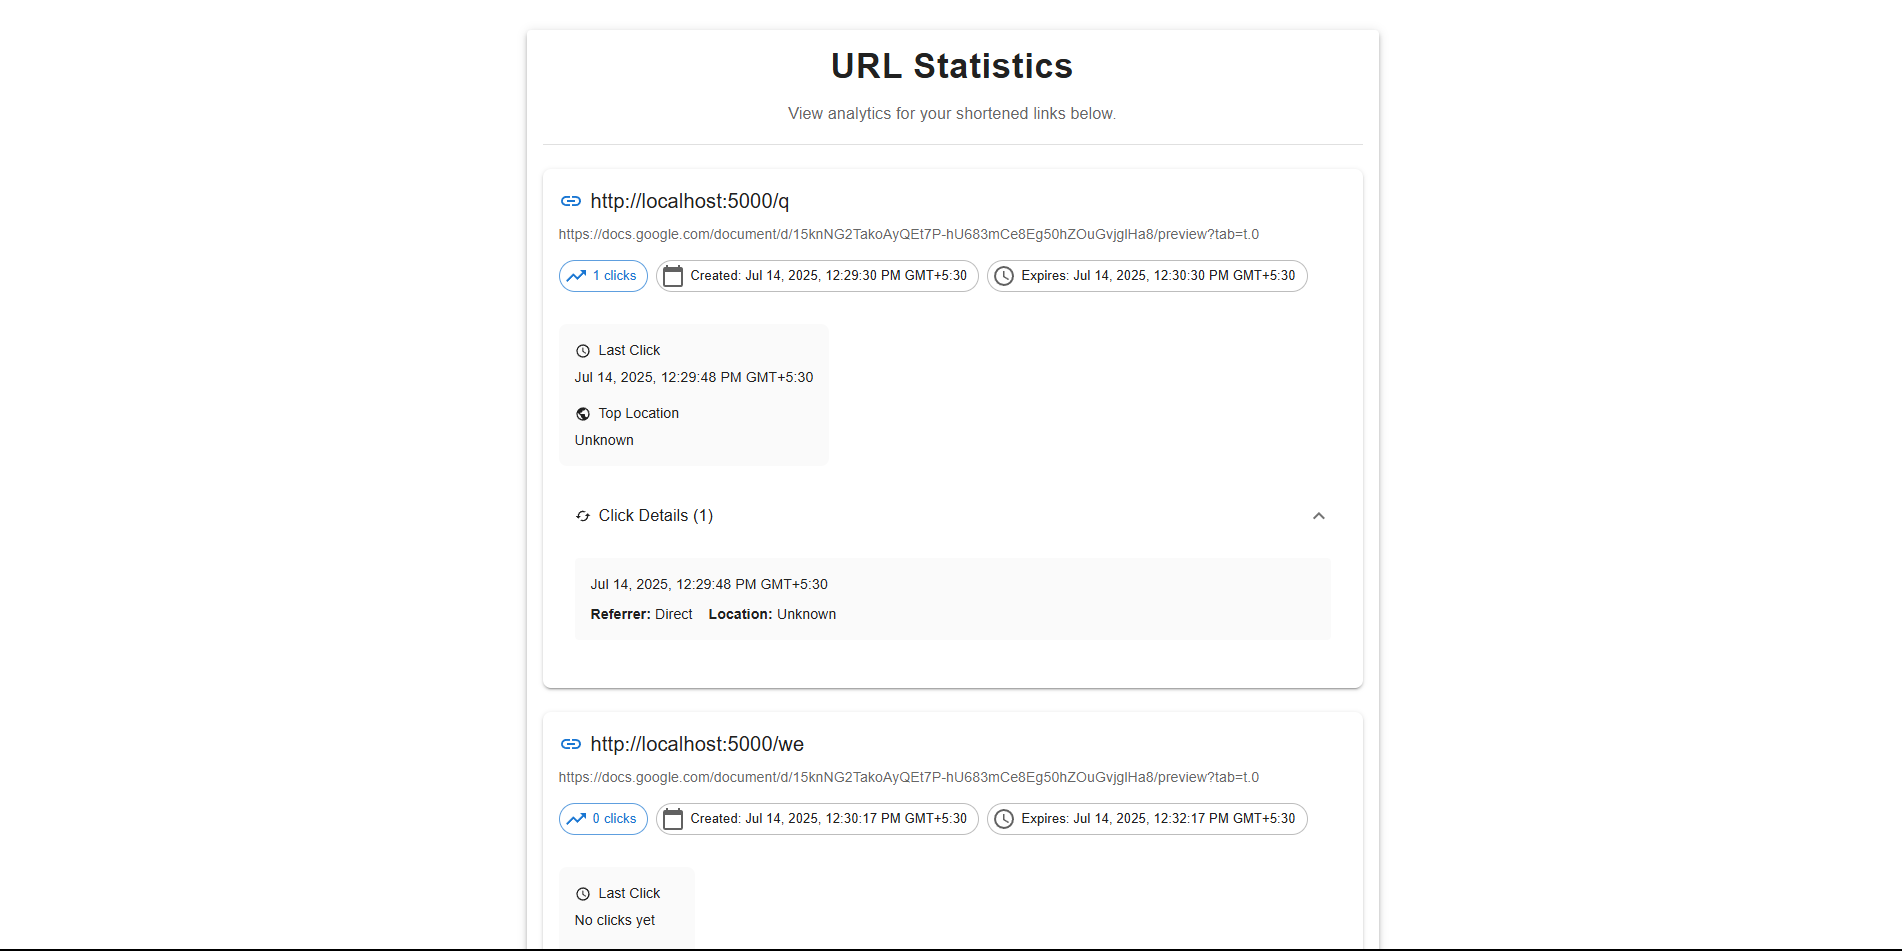 URL Statistics
View analytics for your shortened links below.
http://localhost:5000/q
https://docs.google.com/document/d/15knNG2TakoAyQEt7P-hU683mCe8Eg50hZOuGvjglHa8/preview?tab=t.0
1 clicks Created: Jul 14, 2025, 12:29:30 PM GMT+5:30 Expires: Jul 14, 2025, 12:30:30 PM GMT+5:30
Last Click
Jul 14, 2025, 12:29:48 PM GMT+5:30
Top Location
Unknown
Click Details (1)
Jul 14, 2025, 12:29:48 PM GMT+5:30
Referrer: Direct Location: Unknown
http://localhost:5000/we
https://docs.google.com/document/d/15knNG2TakoAyQEt7P-hU683mCe8Eg50hZOuGvjglHa8/preview?tab=t.0
0 clicks Created: Jul 14, 2025, 12:30:17 PM GMT+5:30 Expires: Jul 14, 2025, 12:32:17 PM GMT+5:30
Last Click
No clicks yet